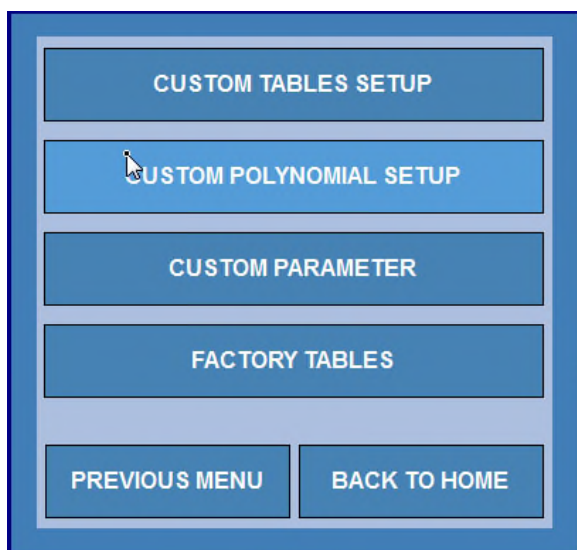 CUSTOM TABLES SETUP
CUSTOM POLYNOMIAL SETUP
CUSTOM PARAMETER
FACTORY TABLES
PREVIOUS MENU
BACK TO HOME